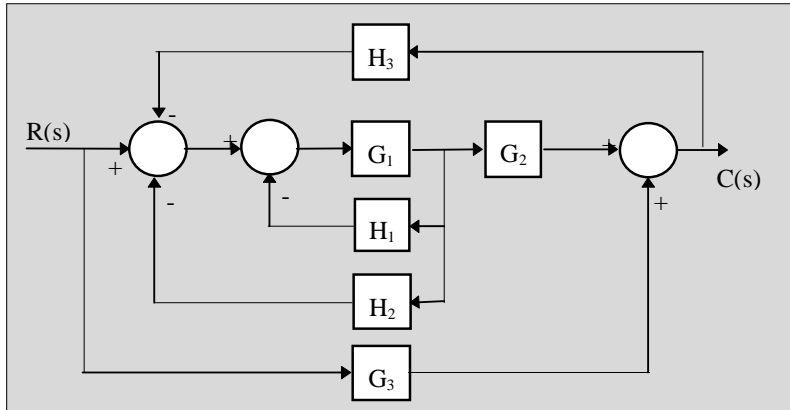 H₃
-
R(s)
+
+
G₁
G₂
+
C(s)
-
-
H₁
+
H₂
G₃